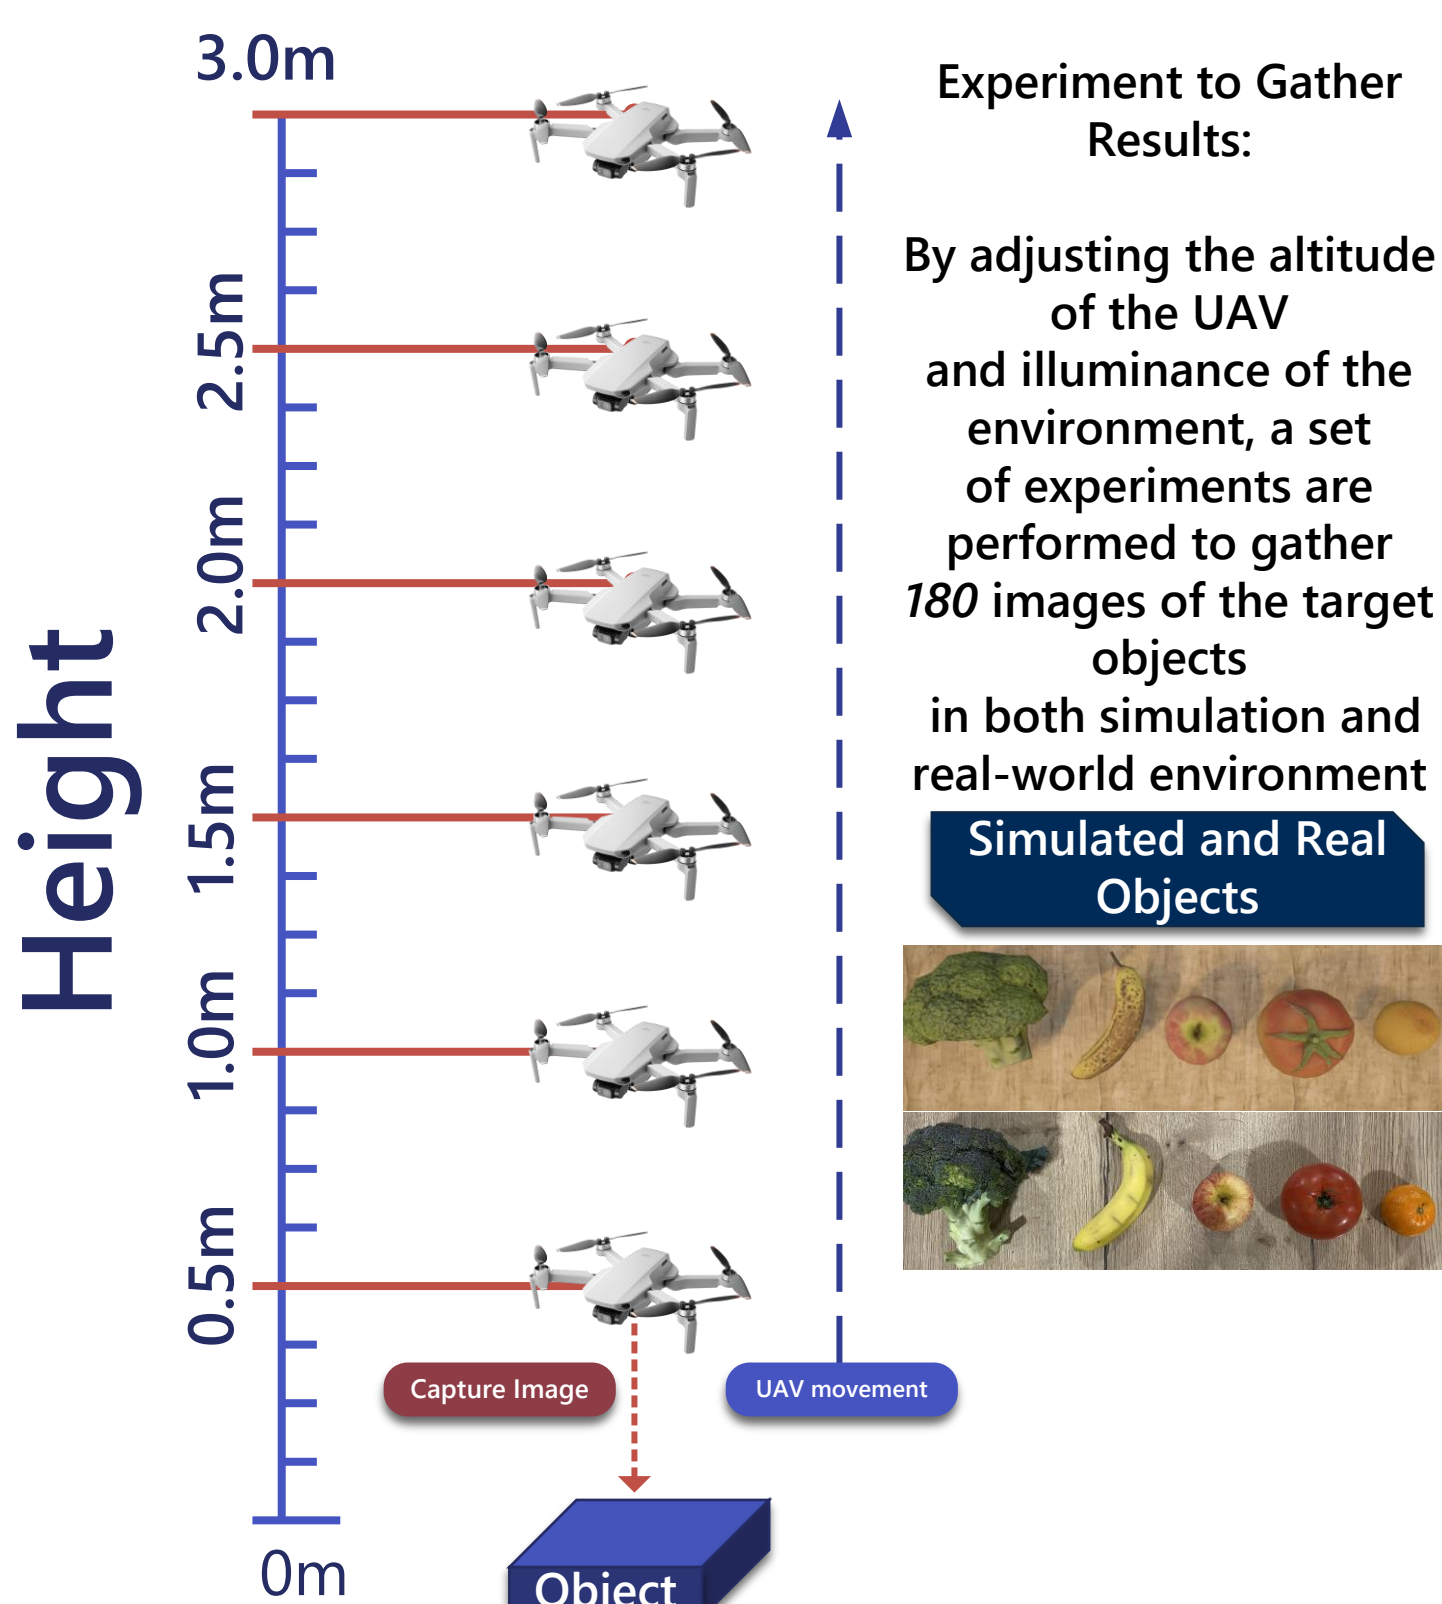 3.0m
2.5m
2.0m
1.5m
1.0m
0.5m
0m
Height
Capture Image
UAV movement
Object
Experiment to Gather
Results:
By adjusting the altitude
of the UAV
and illuminance of the
environment, a set
of experiments are
performed to gather
180 images of the target
objects
in both simulation and
real-world environment
Simulated and Real
Objects